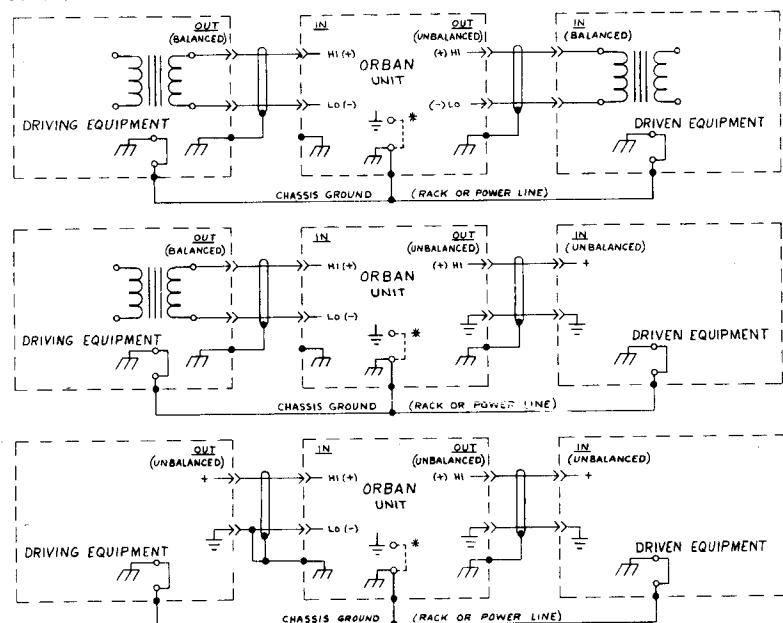 OUT IN OUT IN
(BALANCED) (UNBALANCED) (BALANCED)
HI (+) (+) HI
ORBAN
UNIT
LO (-) (-) LO
*
DRIVING EQUIPMENT DRIVEN EQUIPMENT
CHASSIS GROUND (RACK OR POWER LINE)
OUT IN OUT IN
(BALANCED) (UNBALANCED) (UNBALANCED)
HI (+) (+) HI +
ORBAN
UNIT
LO (-)
*
DRIVING EQUIPMENT DRIVEN EQUIPMENT
CHASSIS GROUND (RACK OR POWER LINE)
OUT IN OUT IN
(UNBALANCED) (UNBALANCED) (UNBALANCED)
+ HI (+) (+) HI +
ORBAN
UNIT
LO (-)
*
DRIVING EQUIPMENT DRIVEN EQUIPMENT
CHASSIS GROUND (RACK OR POWER LINE)